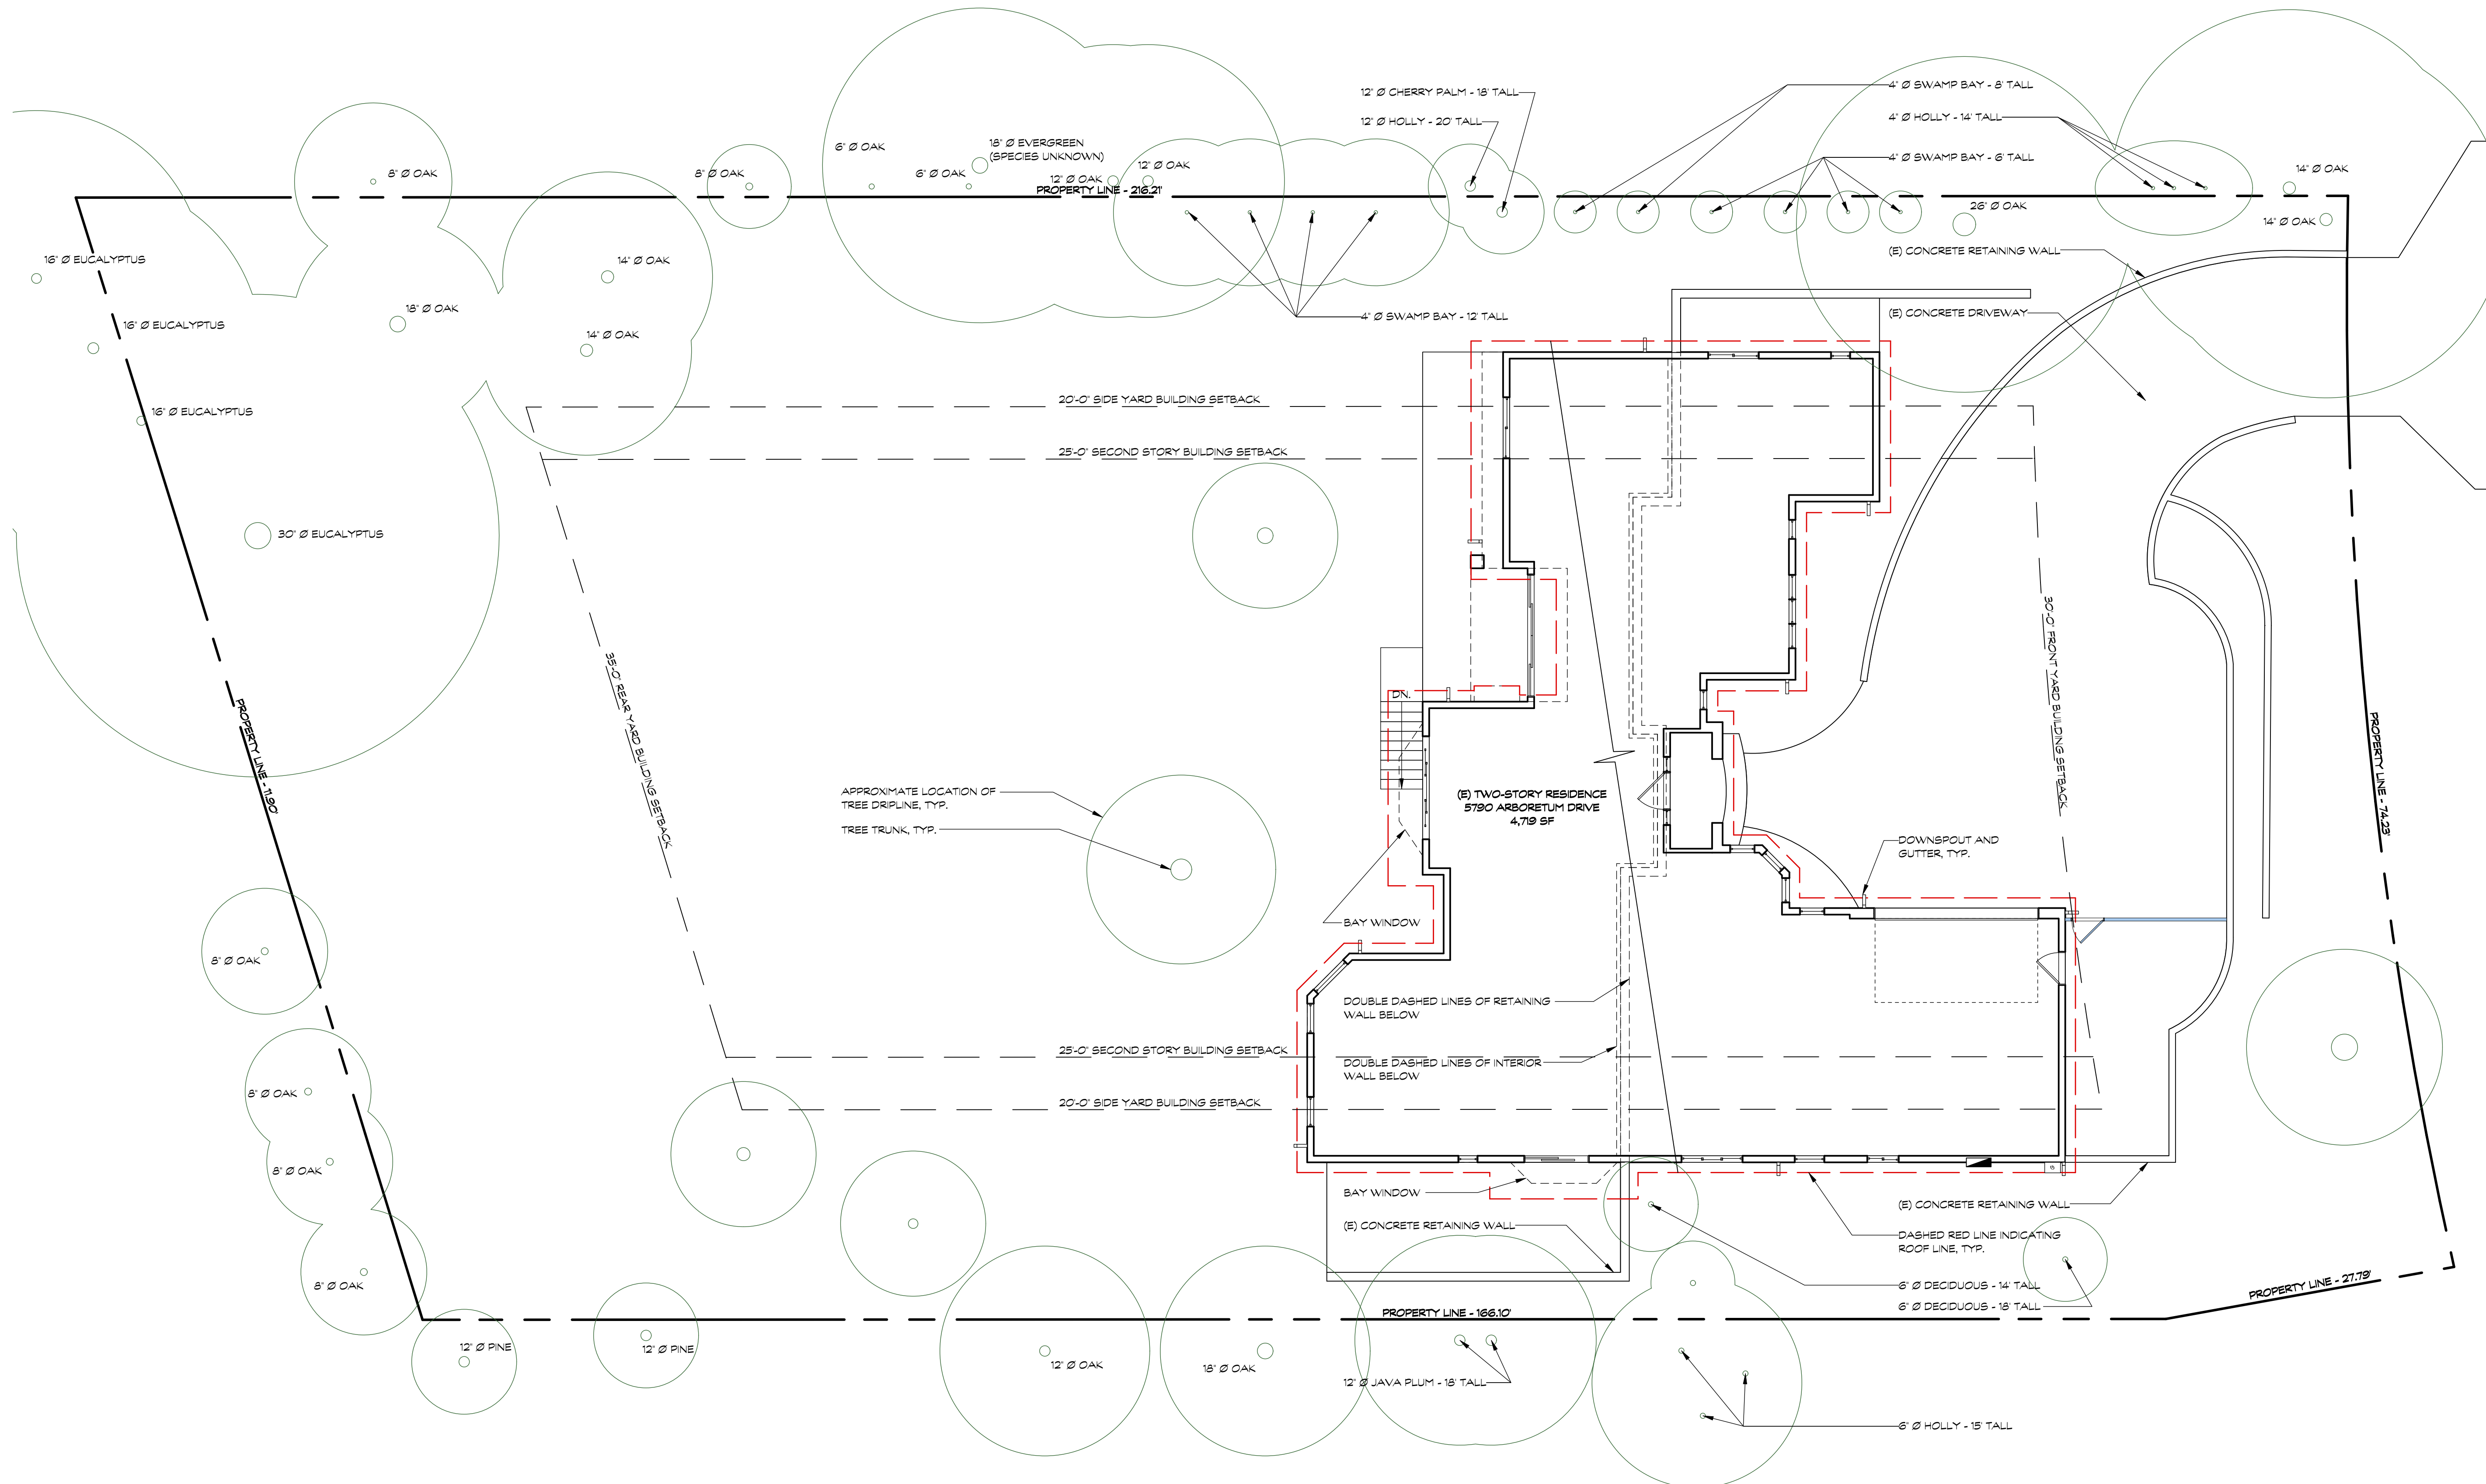 12" Ø CHERRY PALM - 18' TALL
12" Ø HOLLY - 20' TALL
4" Ø SWAMP BAY - 8' TALL
4" Ø HOLLY - 14' TALL
4" Ø SWAMP BAY - 6' TALL
6" Ø OAK
18" Ø EVERGREEN
(SPECIES UNKNOWN)
12" Ø OAK
8" Ø OAK
8" Ø OAK
6" Ø OAK
12" Ø OAK
14" Ø OAK
PROPERTY LINE - 216.21'
26" Ø OAK
14" Ø OAK
16" Ø EUCALYPTUS
14" Ø OAK
(E) CONCRETE RETAINING WALL
18" Ø OAK
16" Ø EUCALYPTUS
14" Ø OAK
4" Ø SWAMP BAY - 12' TALL
(E) CONCRETE DRIVEWAY
20'-0" SIDE YARD BUILDING SETBACK
16" Ø EUCALYPTUS
25'-0" SECOND STORY BUILDING SETBACK
30" Ø EUCALYPTUS
35'-0" REAR YARD BUILDING SETBACK
30'-0" FRONT YARD BUILDING SETBACK
PROPERTY LINE - 11.90'
PROPERTY LINE - 74.23'
DN.
APPROXIMATE LOCATION OF
TREE DRIPLINE, TYP.
TREE TRUNK, TYP.
(E) TWO-STORY RESIDENCE
5790 ARBORETUM DRIVE
4,719 SF
DOWNSPOUT AND
GUTTER, TYP.
BAY WINDOW
8" Ø OAK
DOUBLE DASHED LINES OF RETAINING
WALL BELOW
25'-0" SECOND STORY BUILDING SETBACK
DOUBLE DASHED LINES OF INTERIOR
WALL BELOW
8" Ø OAK
20'-0" SIDE YARD BUILDING SETBACK
8" Ø OAK
BAY WINDOW
(E) CONCRETE RETAINING WALL
(E) CONCRETE RETAINING WALL
DASHED RED LINE INDICATING
ROOF LINE, TYP.
8" Ø OAK
6" Ø DECIDUOUS - 14' TALL
6" Ø DECIDUOUS - 18' TALL
PROPERTY LINE - 27.79'
PROPERTY LINE - 166.10'
12" Ø PINE
12" Ø PINE
12" Ø OAK
18" Ø OAK
12" Ø JAVA PLUM - 18' TALL
6" Ø HOLLY - 15' TALL